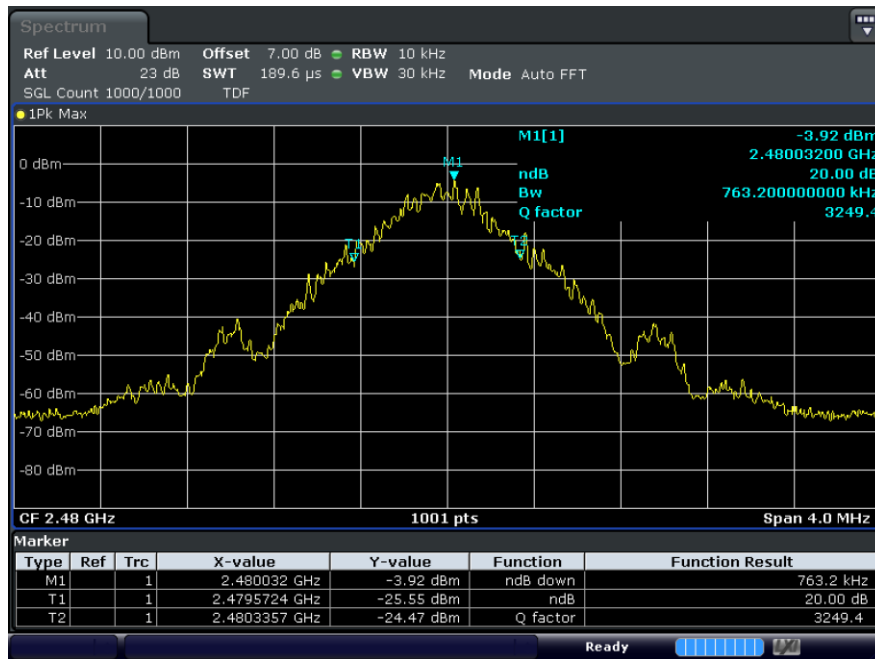 Spectrum
Ref Level 10.00 dBm Offset 7.00 dB RBW 10 kHz
Att 23 dB SWT 189.6 µs VBW 30 kHz Mode Auto FFT
SGL Count 1000/1000 TDF
1Pk Max
M1[1] -3.92 dBm
2.48003200 GHz
0 dBm
M1
ndB 20.00 dB
Bw 763.200000000 kHz
-10 dBm
Q factor 3249.4
-20 dBm
T1
T2
-30 dBm
-40 dBm
-50 dBm
-60 dBm
-70 dBm
-80 dBm
CF 2.48 GHz 1001 pts Span 4.0 MHz
Marker
Type Ref Trc X-value Y-value Function Function Result
M1 1 2.480032 GHz -3.92 dBm ndB down 763.2 kHz
T1 1 2.4795724 GHz -25.55 dBm ndB 20.00 dB
T2 1 2.4803357 GHz -24.47 dBm Q factor 3249.4
Ready